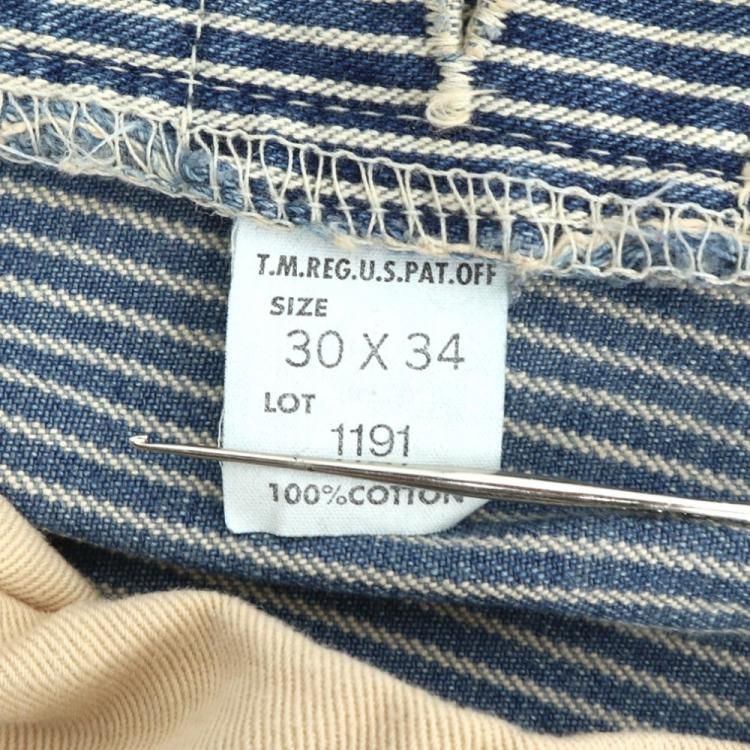 T.M.REG.U.S.PAT.OFF
SIZE
30 X 34
LOT
1191
100%COTTON